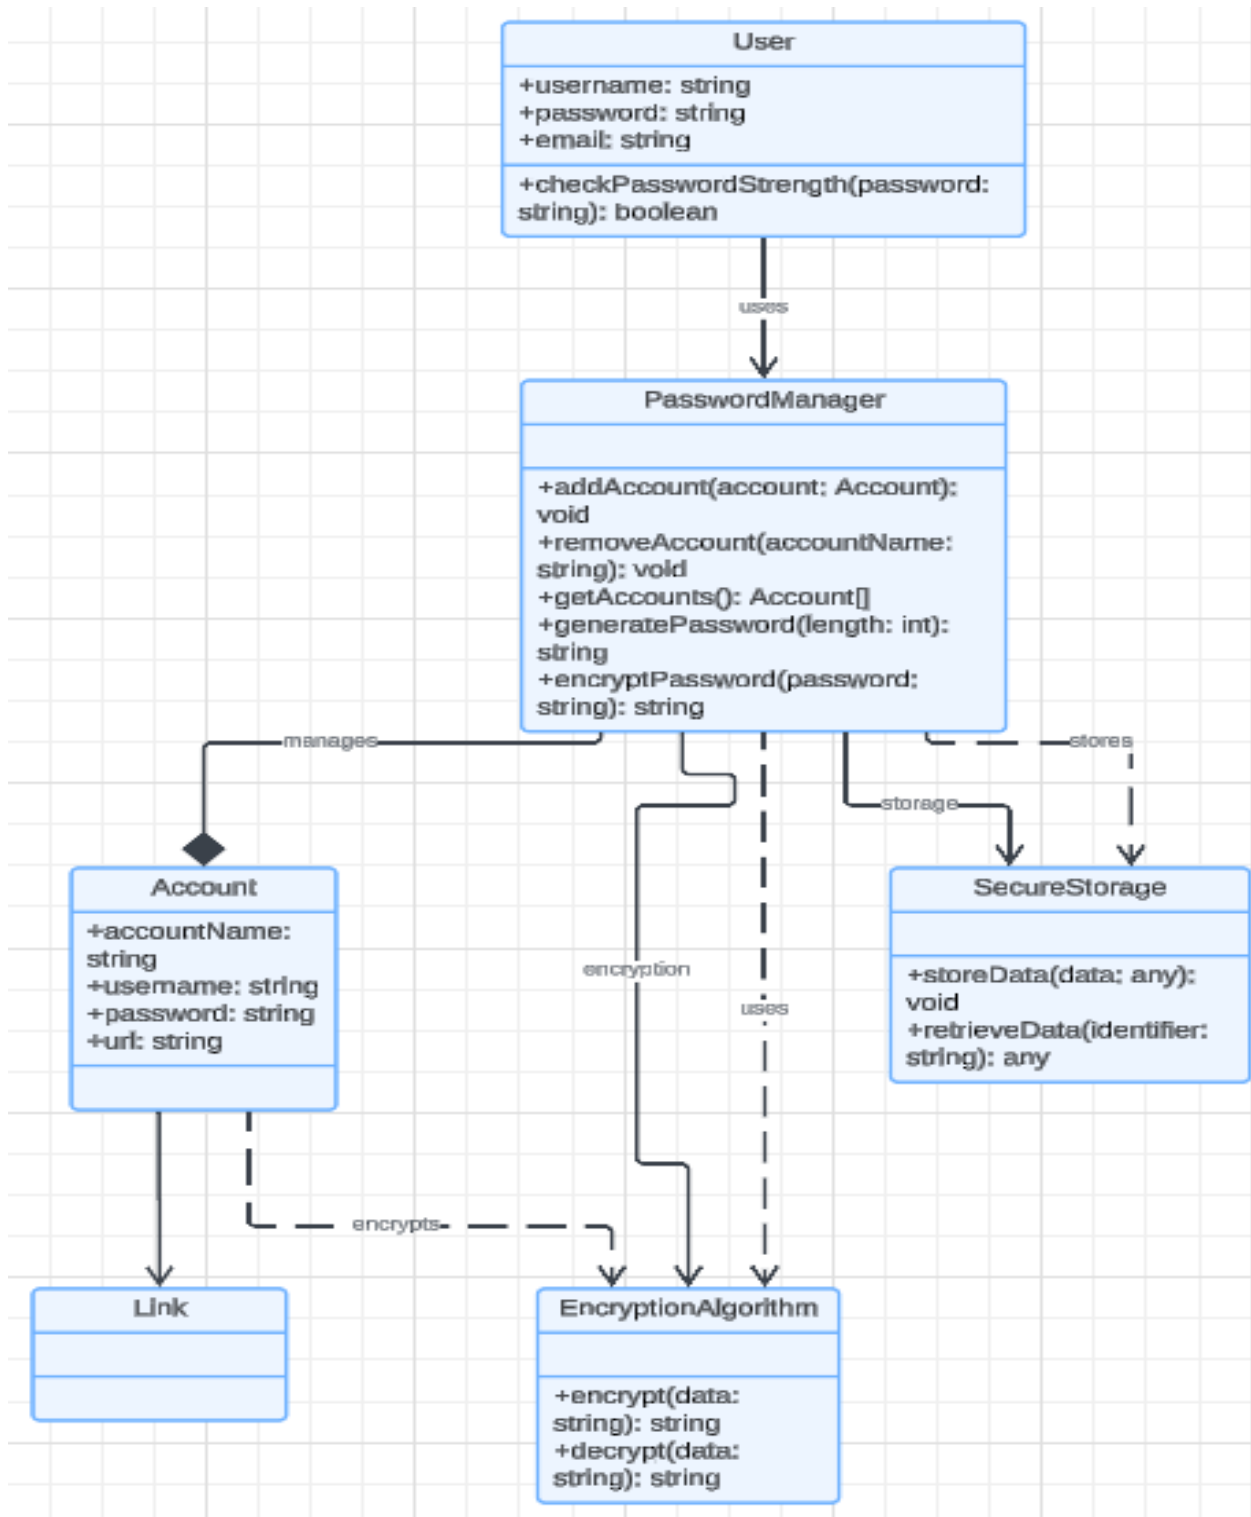 User
+username: string
+password: string
+email: string
+checkPasswordStrength(password:
string): boolean
uses
PasswordManager
+addAccount(account: Account):
void
+removeAccount(accountName:
string): void
+getAccounts(): Account[]
+generatePassword(length: int):
string
+encryptPassword(password:
string): string
manages
stores
storage
Account
+accountName:
string
+username: string
+password: string
+url: string
SecureStorage
+storeData(data: any):
void
+retrieveData(identifier:
string): any
encryption
uses
encrypts
Link
EncryptionAlgorithm
+encrypt(data:
string): string
+decrypt(data:
string): string